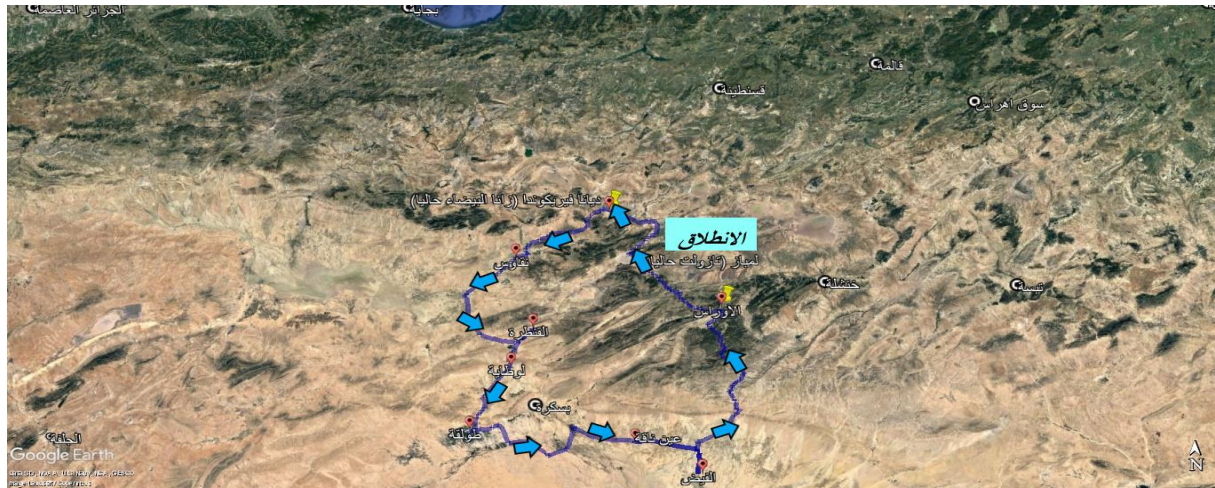 الجزائر العاصمة
بجاية
قالمة
قسنطينة
سوق أهراس
ديانا فيريكوندا (زانا البيضاء حاليا)
الانطلاق
لمباز (تازولت حاليا)
نقاوس
خنشلة
تبسة
الأوراس
القنطرة
لوطاية
بسكرة
طولقة
عين ناقة
الفيض
الجلفة
Google Earth
N